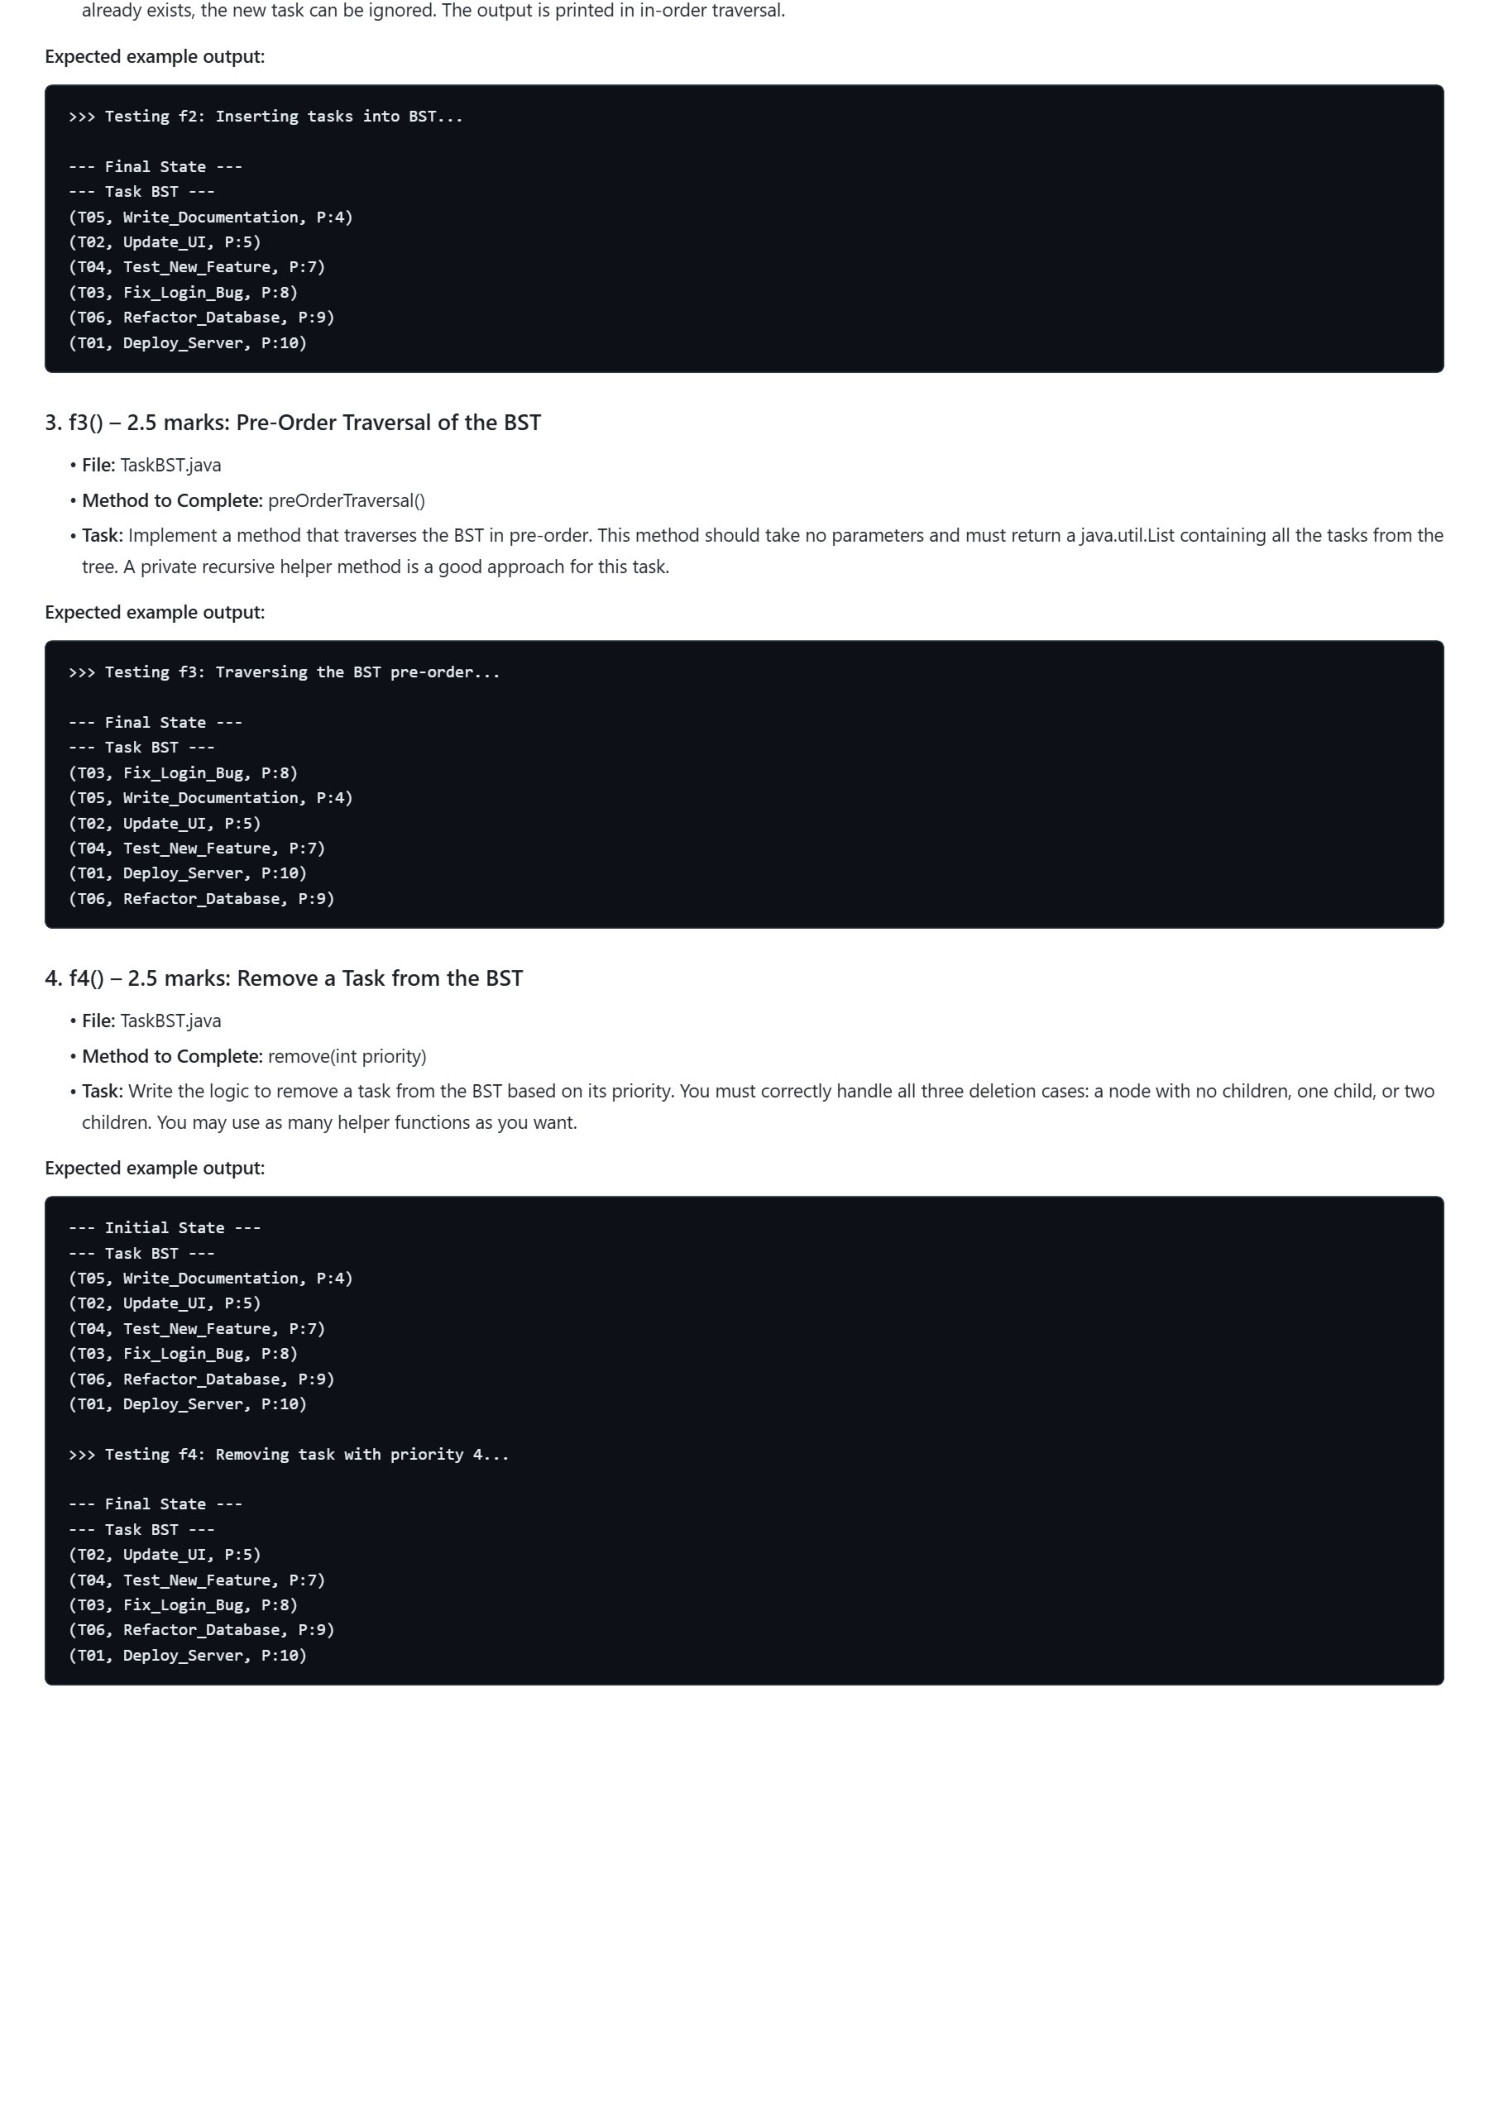 already exists, the new task can be ignored. The output is printed in in-order traversal.
Expected example output:
>>> Testing f2: Inserting tasks into BST...
--- Final State ---
--- Task BST ---
(T05, Write_Documentation, P:4)
(T02, Update_UI, P:5)
(T04, Test_New_Feature, P:7)
(T03, Fix_Login_Bug, P:8)
(T06, Refactor_Database, P:9)
(T01, Deploy_Server, P:10)
3. f3() – 2.5 marks: Pre-Order Traversal of the BST
• File: TaskBST.java
• Method to Complete: preOrderTraversal()
• Task: Implement a method that traverses the BST in pre-order. This method should take no parameters and must return a java.util.List containing all the tasks from the
tree. A private recursive helper method is a good approach for this task.
Expected example output:
>>> Testing f3: Traversing the BST pre-order...
--- Final State ---
--- Task BST ---
(T03, Fix_Login_Bug, P:8)
(T05, Write_Documentation, P:4)
(T02, Update_UI, P:5)
(T04, Test_New_Feature, P:7)
(T01, Deploy_Server, P:10)
(T06, Refactor_Database, P:9)
4. f4() – 2.5 marks: Remove a Task from the BST
• File: TaskBST.java
• Method to Complete: remove(int priority)
• Task: Write the logic to remove a task from the BST based on its priority. You must correctly handle all three deletion cases: a node with no children, one child, or two
children. You may use as many helper functions as you want.
Expected example output:
--- Initial State ---
--- Task BST ---
(T05, Write_Documentation, P:4)
(T02, Update_UI, P:5)
(T04, Test_New_Feature, P:7)
(T03, Fix_Login_Bug, P:8)
(T06, Refactor_Database, P:9)
(T01, Deploy_Server, P:10)
>>> Testing f4: Removing task with priority 4...
--- Final State ---
--- Task BST ---
(T02, Update_UI, P:5)
(T04, Test_New_Feature, P:7)
(T03, Fix_Login_Bug, P:8)
(T06, Refactor_Database, P:9)
(T01, Deploy_Server, P:10)